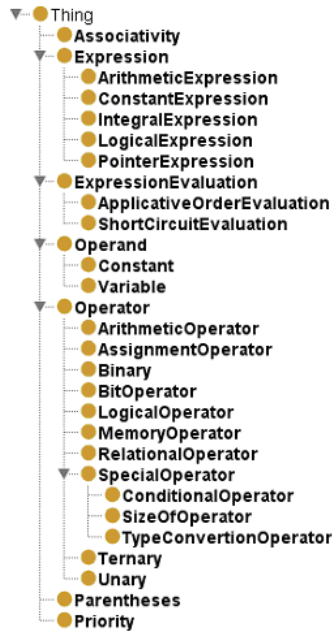 Thing
Associativity
Expression
ArithmeticExpression
ConstantExpression
IntegralExpression
LogicalExpression
PointerExpression
ExpressionEvaluation
ApplicativeOrderEvaluation
ShortCircuitEvaluation
Operand
Constant
Variable
Operator
ArithmeticOperator
AssignmentOperator
Binary
BitOperator
LogicalOperator
MemoryOperator
RelationalOperator
SpecialOperator
ConditionalOperator
SizeOfOperator
TypeConvertionOperator
Ternary
Unary
Parentheses
Priority